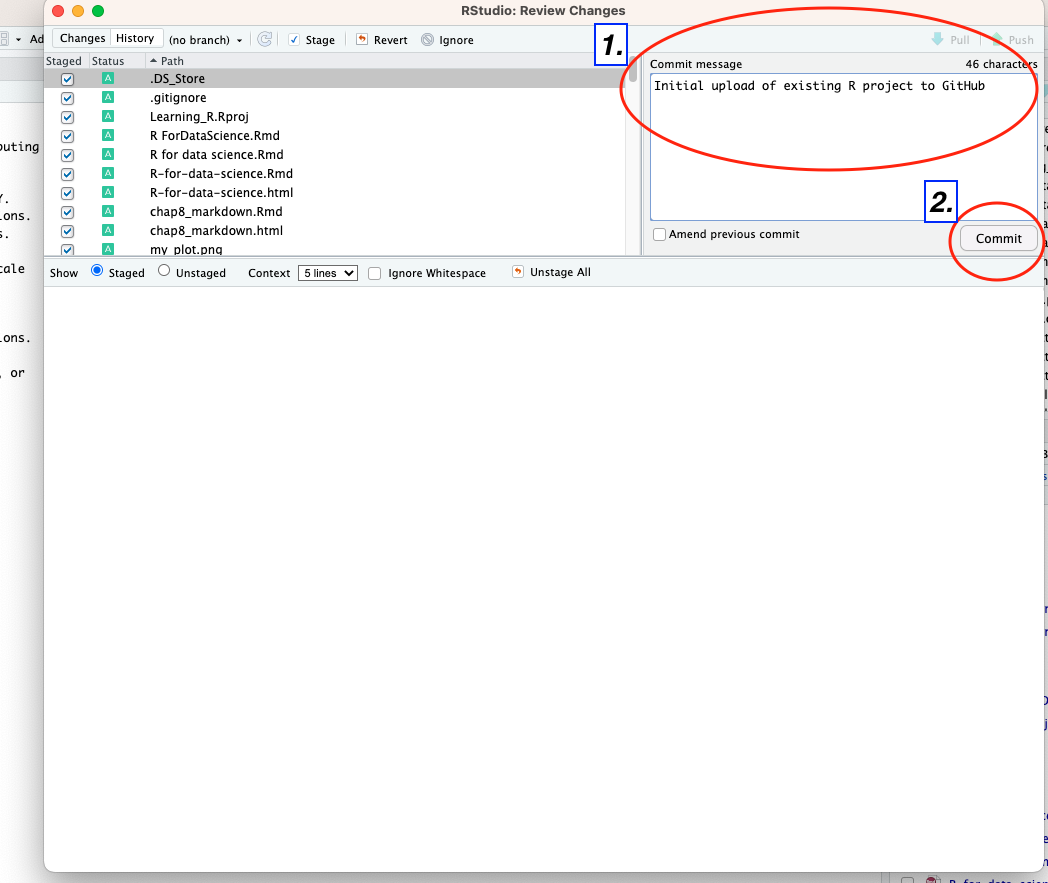 RStudio: Review Changes
Changes History (no branch) Stage Revert Ignore Pull Push
1.
Staged Status Path
.DS_Store
.gitignore
Learning_R.Rproj
R ForDataScience.Rmd
R for data science.Rmd
R-for-data-science.Rmd
R-for-data-science.html
chap8_markdown.Rmd
chap8_markdown.html
my_plot.png
A
A
A
A
A
A
A
A
A
A
Commit message 46 characters
Initial upload of existing R project to GitHub
2.
Amend previous commit
Commit
Show Staged Unstaged Context 5 lines Ignore Whitespace Unstage All
Ad
outing
Y.
ons.
s.
cale
ions.
, or